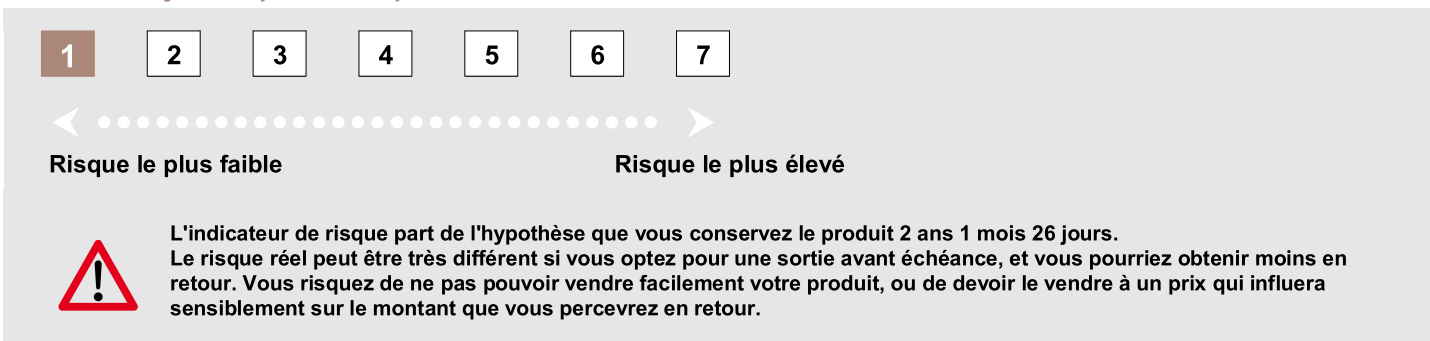 1 2 3 4 5 6 7
Risque le plus faible Risque le plus élevé
L'indicateur de risque part de l'hypothèse que vous conservez le produit 2 ans 1 mois 26 jours.
Le risque réel peut être très différent si vous optez pour une sortie avant échéance, et vous pourriez obtenir moins en
retour. Vous risquez de ne pas pouvoir vendre facilement votre produit, ou de devoir le vendre à un prix qui influera
sensiblement sur le montant que vous percevrez en retour.